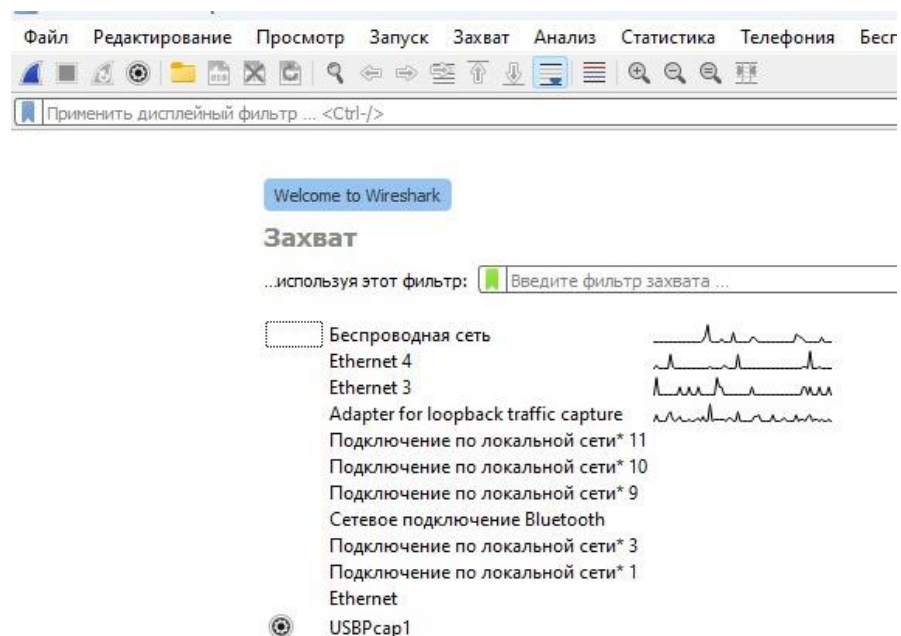 Файл Редактирование Просмотр Запуск Захват Анализ Статистика Телефония Бесп
Применить дисплейный фильтр ... <Ctrl-/>
Welcome to Wireshark
Захват
...используя этот фильтр: Введите фильтр захвата ...
Беспроводная сеть
Ethernet 4
Ethernet 3
Adapter for loopback traffic capture
Подключение по локальной сети* 11
Подключение по локальной сети* 10
Подключение по локальной сети* 9
Сетевое подключение Bluetooth
Подключение по локальной сети* 3
Подключение по локальной сети* 1
Ethernet
USBPcap1